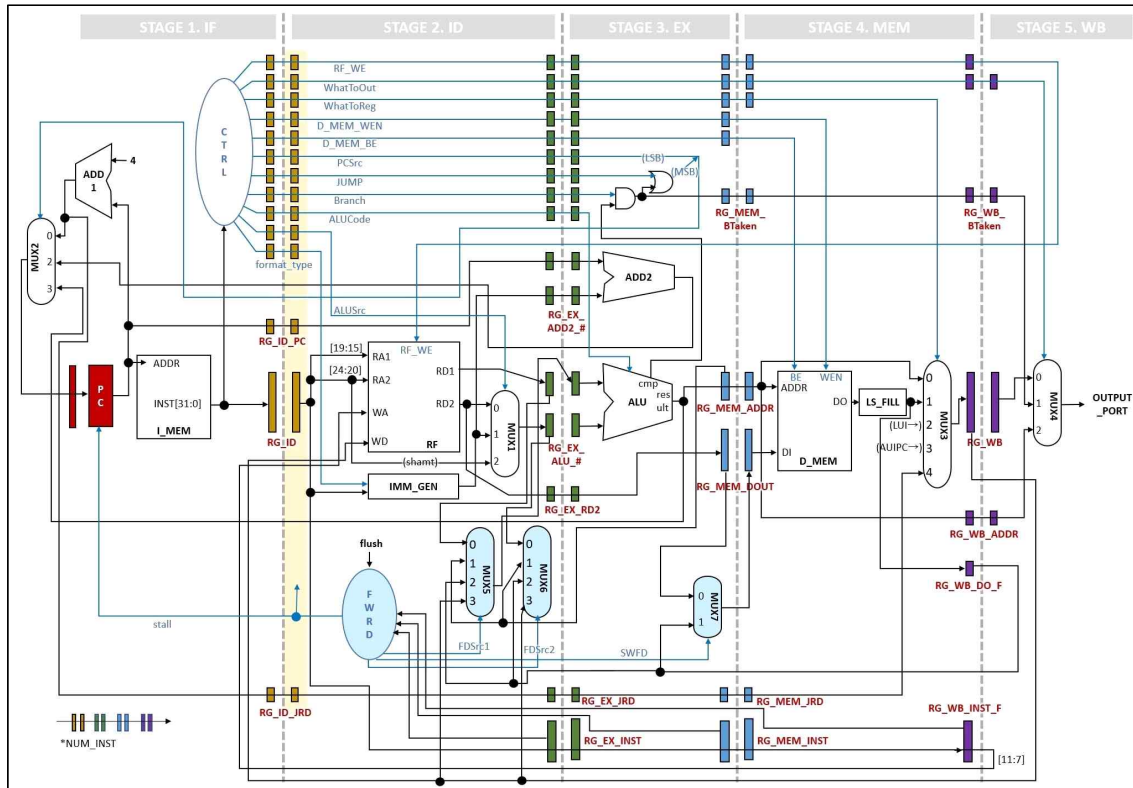 STAGE 1. IF
STAGE 2. ID
STAGE 3. EX
STAGE 4. MEM
STAGE 5. WB
RF_WE
WhatToOut
WhatToReg
D_MEM_WEN
D_MEM_BE
PCSrc
JUMP
Branch
ALUCode
format_type
ALUSrc
CTRL
(LSB)
(MSB)
ADD
1
4
MUX2
0
2
3
RG_MEM_
BTaken
RG_WB_
BTaken
ADD2
RG_EX_
ADD2_#
RG_ID_PC
PC
ADDR
INST[31:0]
I_MEM
RG_ID
[19:15]
[24:20]
RF_WE
RA1
RA2
WA
WD
RD1
RD2
RF
(shamt)
IMM_GEN
0
1
2
MUX1
RG_EX_
ALU_#
cmp
res
ult
ALU
RG_EX_RD2
RG_MEM_ADDR
RG_MEM_DOUT
BE
WEN
ADDR
DO
DI
D_MEM
LS_FILL
(LUI→)
(AUIPC→)
0
1
2
3
4
MUX3
RG_WB
0
1
2
MUX4
OUTPUT
_PORT
RG_WB_ADDR
RG_WB_DO_F
flush
FWRD
stall
0
1
2
3
MUX5
0
1
2
3
MUX6
FDSrc1
FDSrc2
SWFD
0
1
MUX7
RG_ID_JRD
RG_EX_JRD
RG_MEM_JRD
RG_WB_INST_F
RG_EX_INST
RG_MEM_INST
[11:7]
*NUM_INST